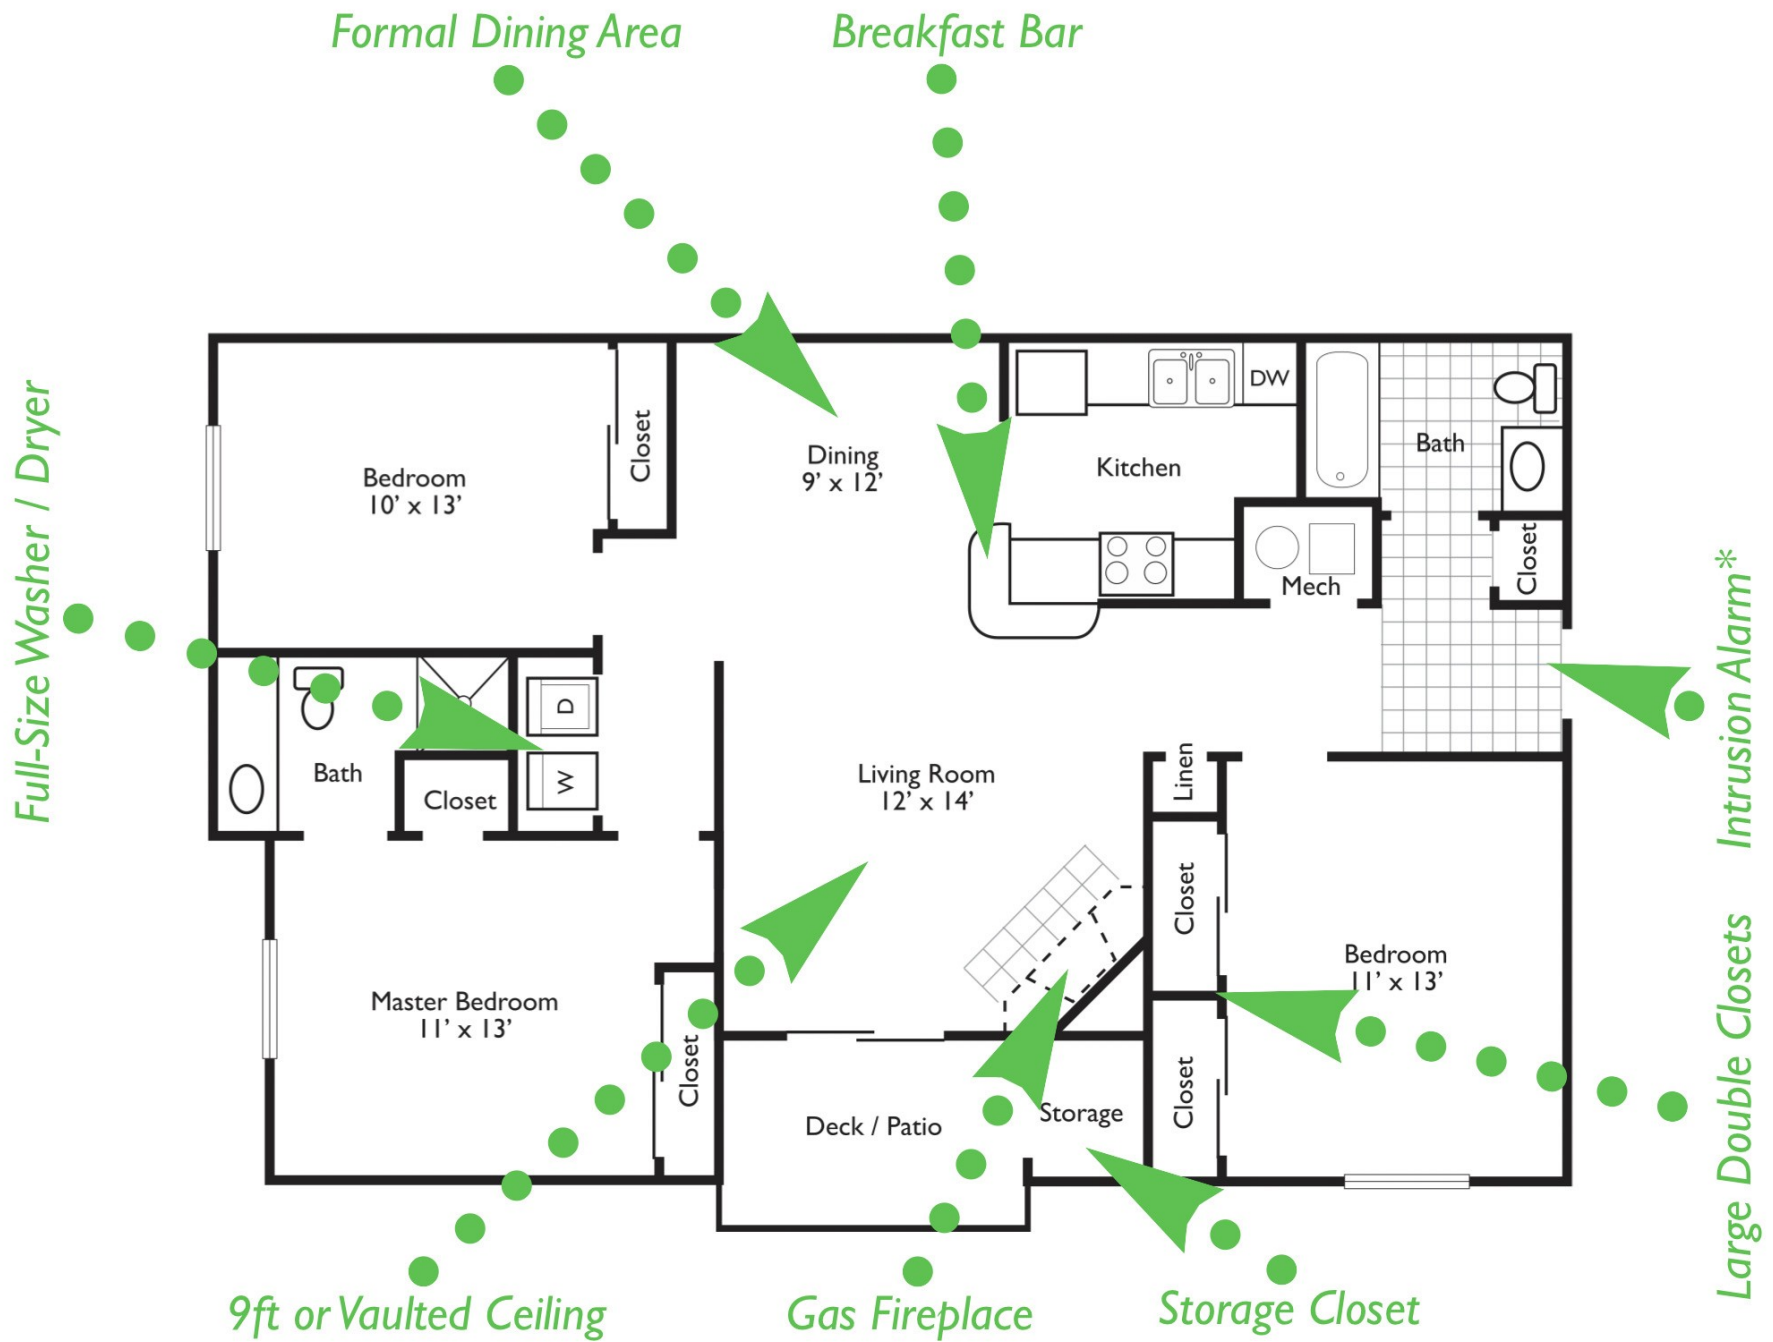 Formal Dining Area
Breakfast Bar
Full-Size Washer / Dryer
Bedroom
10’ x 13’
Closet
Dining
9’ x 12’
Kitchen
DW
Bath
Closet
Mech
Intrusion Alarm*
D
W
Bath
Closet
Living Room
12’ x 14’
Linen
Closet
Master Bedroom
11’ x 13’
Closet
Bedroom
11’ x 13’
Closet
Deck / Patio
Storage
Large Double Closets
9ft or Vaulted Ceiling
Gas Fireplace
Storage Closet